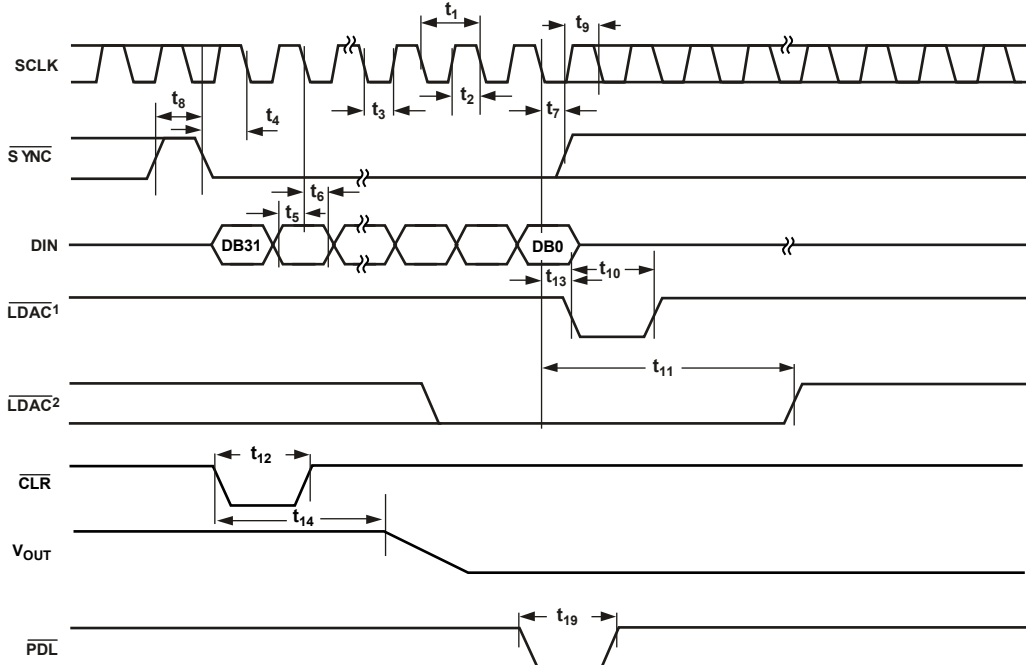 t1
t9
SCLK
t8
t4
t3
t2
t7
SYNC
t6
t5
DIN
DB31
DB0
t13
t10
LDAC1
t11
LDAC2
t12
CLR
t14
VOUT
t19
PDL